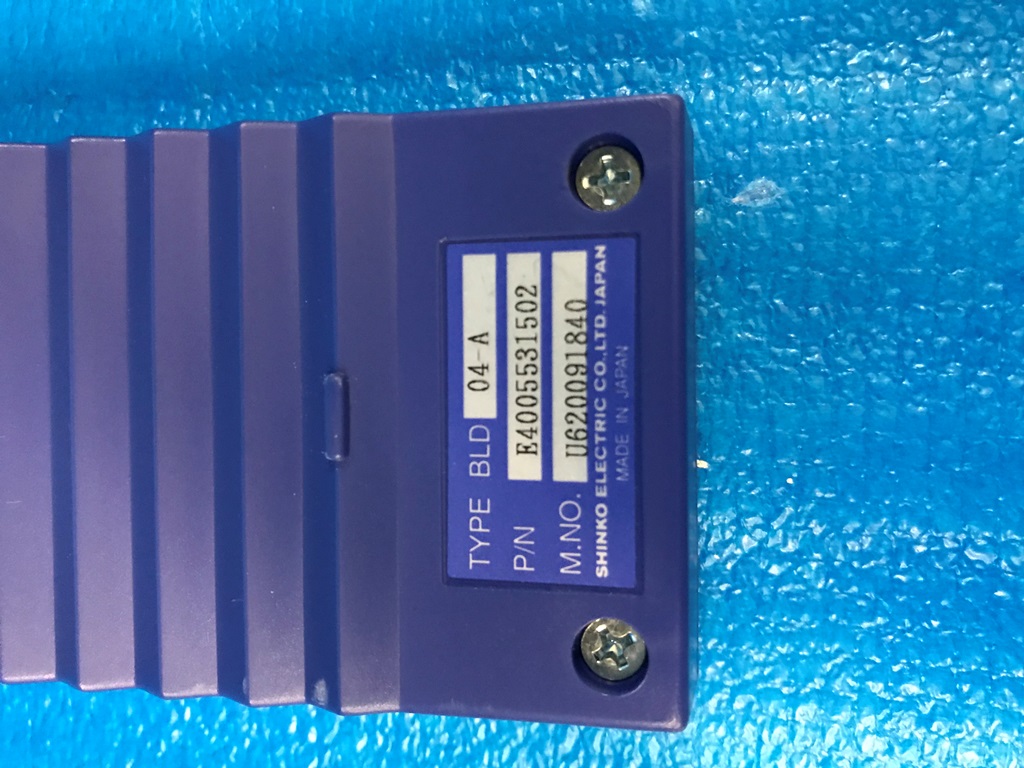 TYPE BLD 04-A
P/N E4005531502
M.NO. U620091840
SHINKO ELECTRIC CO.,LTD.JAPAN
MADE IN JAPAN